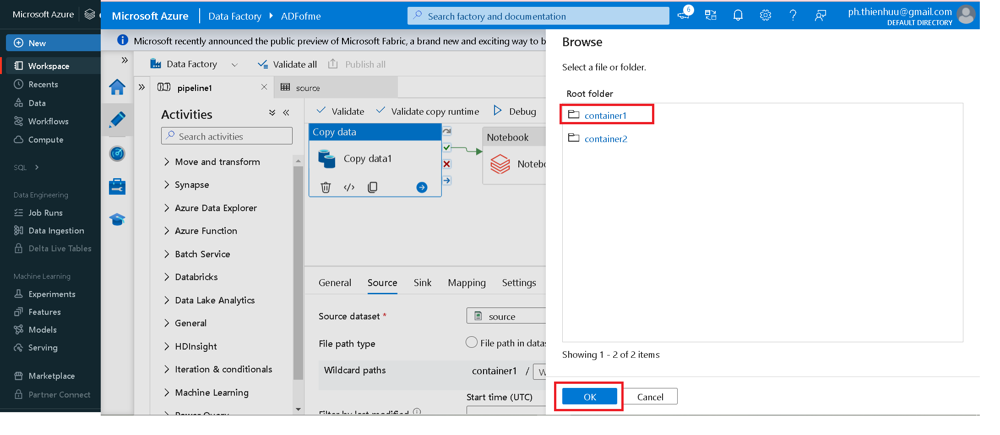 Microsoft Azure
New
Workspace
Recents
Data
Workflows
Compute
SQL
Data Engineering
Job Runs
Data Ingestion
Delta Live Tables
Machine Learning
Experiments
Features
Models
Serving
Marketplace
Partner Connect
Microsoft Azure
Data Factory
ADFofme
Search factory and documentation
6
ph.thienhuu@gmail.com
DEFAULT DIRECTORY
Microsoft recently announced the public preview of Microsoft Fabric, a brand new and exciting way to b
Data Factory
Validate all
Publish all
pipeline1
source
Activities
Search activities
Move and transform
Synapse
Azure Data Explorer
Azure Function
Batch Service
Databricks
Data Lake Analytics
General
HDInsight
Iteration & conditionals
Machine Learning
Power Query
Validate
Validate copy runtime
Debug
Copy data
Copy data1
Notebook
Notebo
General
Source
Sink
Mapping
Settings
Source dataset *
source
File path type
File path in datas
Wildcard paths
container1 / W
Start time (UTC)
Filter by last modified
Browse
Select a file or folder.
Root folder
container1
container2
Showing 1 - 2 of 2 items
OK
Cancel